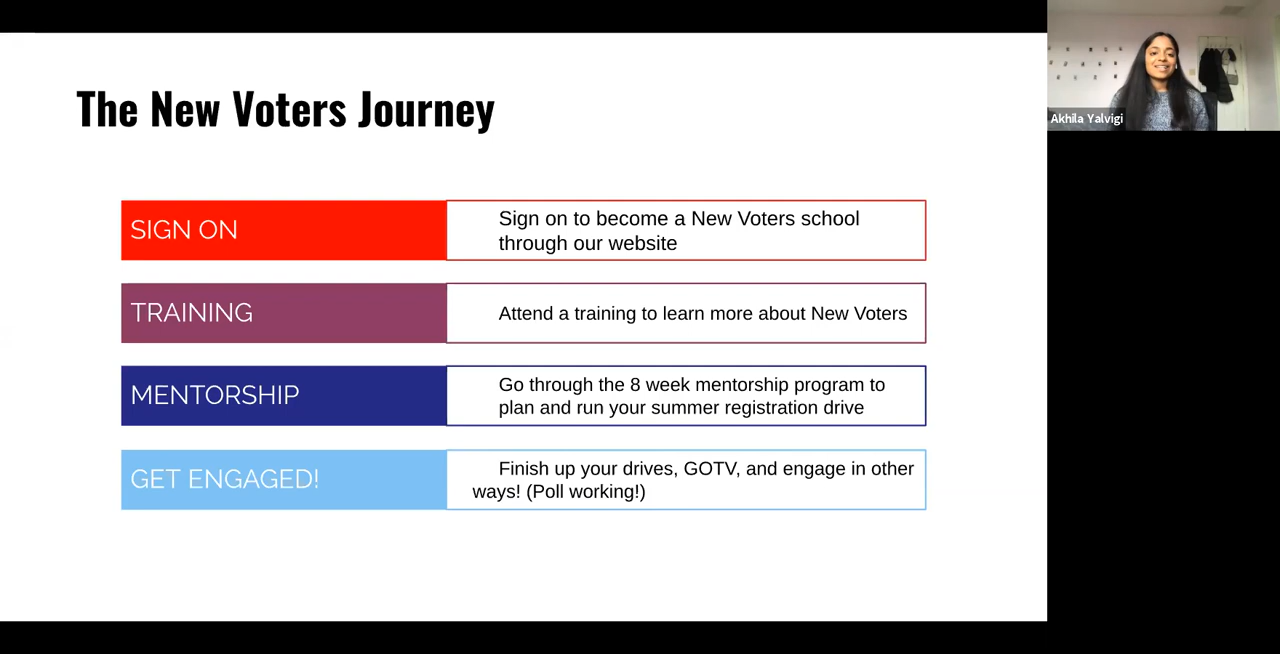 The New Voters Journey
Akhila Yalvigi
SIGN ON
Sign on to become a New Voters school
through our website
TRAINING
Attend a training to learn more about New Voters
MENTORSHIP
Go through the 8 week mentorship program to
plan and run your summer registration drive
GET ENGAGED!
Finish up your drives, GOTV, and engage in other
ways! (Poll working!)